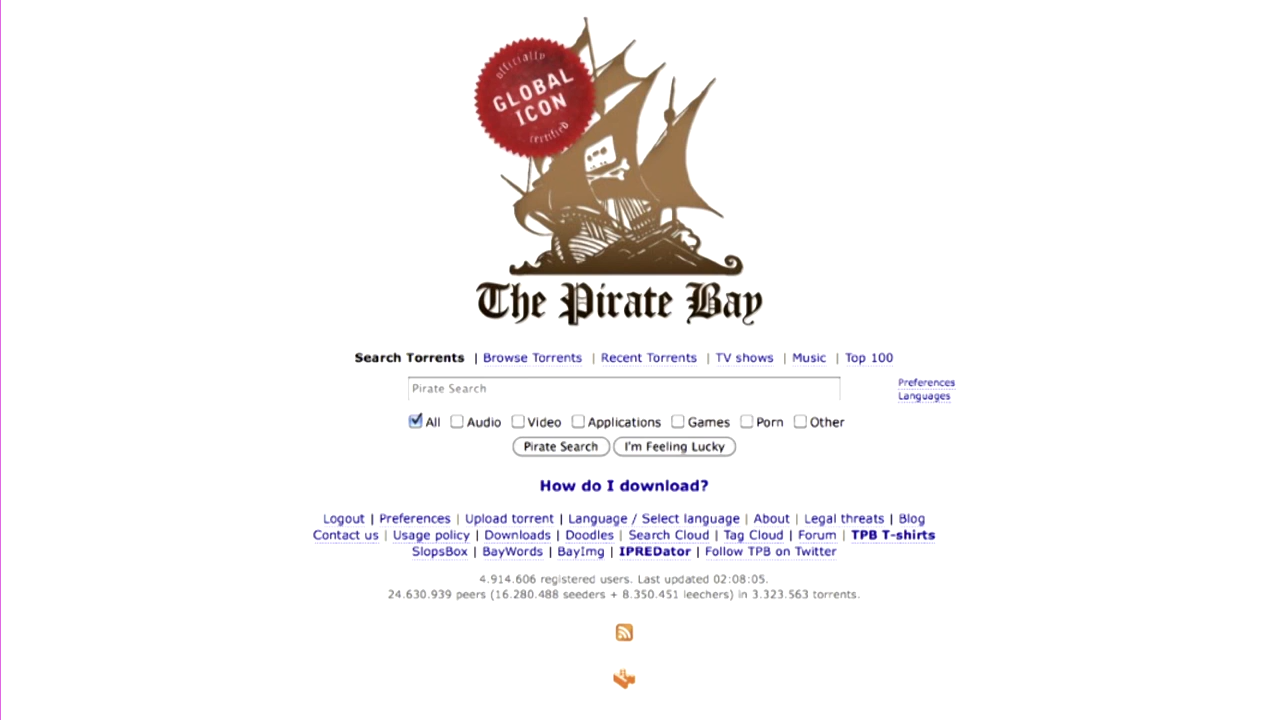 officially
GLOBAL
ICON
certified
The Pirate Bay
Search Torrents | Browse Torrents | Recent Torrents | TV shows | Music | Top 100
Pirate Search
Preferences
Languages
All Audio Video Applications Games Porn Other
Pirate Search I'm Feeling Lucky
How do I download?
Logout | Preferences | Upload torrent | Language / Select language | About | Legal threats | Blog
Contact us | Usage policy | Downloads | Doodles | Search Cloud | Tag Cloud | Forum | TPB T-shirts
SlopsBox | BayWords | BayImg | IPREDator | Follow TPB on Twitter
4.914.606 registered users. Last updated 02:08:05.
24.630.939 peers (16.280.488 seeders + 8.350.451 leechers) in 3.323.563 torrents.